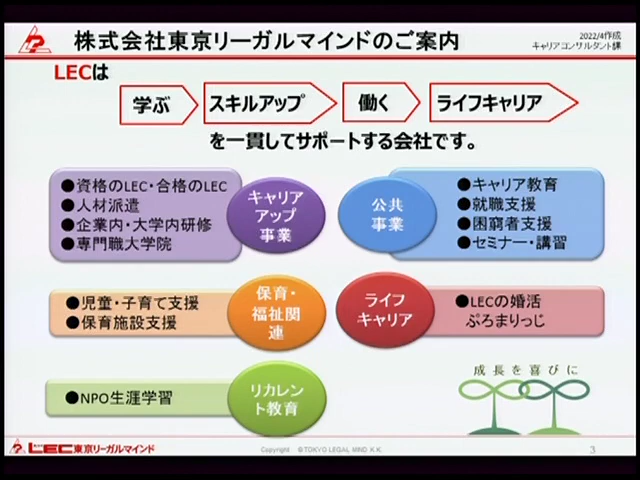 株式会社東京リーガルマインドのご案内
2022/4作成
キャリアコンサルタント課
LECは
学ぶ
スキルアップ
働く
ライフキャリア
を一貫してサポートする会社です。
●資格のLEC・合格のLEC
●人材派遣
●企業内・大学内研修
●専門職大学院
キャリア
アップ
事業
公共
事業
●キャリア教育
●就職支援
●困窮者支援
●セミナー・講習
●児童・子育て支援
●保育施設支援
保育・
福祉関
連
ライフ
キャリア
●LECの婚活
ぷろまりっじ
●NPO生涯学習
リカレン
ト教育
成長を喜びに
LEC東京リーガルマインド
Copyright ©TOKYO LEGAL MIND K.K.
3